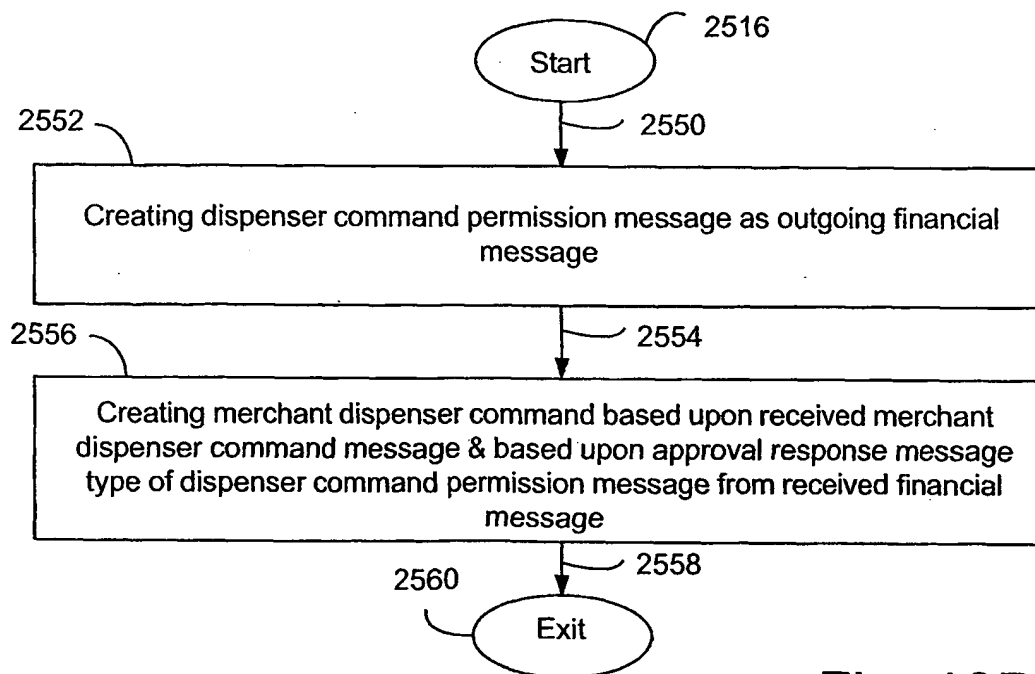 2516
Start
2552
2550
Creating dispenser command permission message as outgoing financial
message
2556
2554
Creating merchant dispenser command based upon received merchant
dispenser command message & based upon approval response message
type of dispenser command permission message from received financial
message
2560
2558
Exit